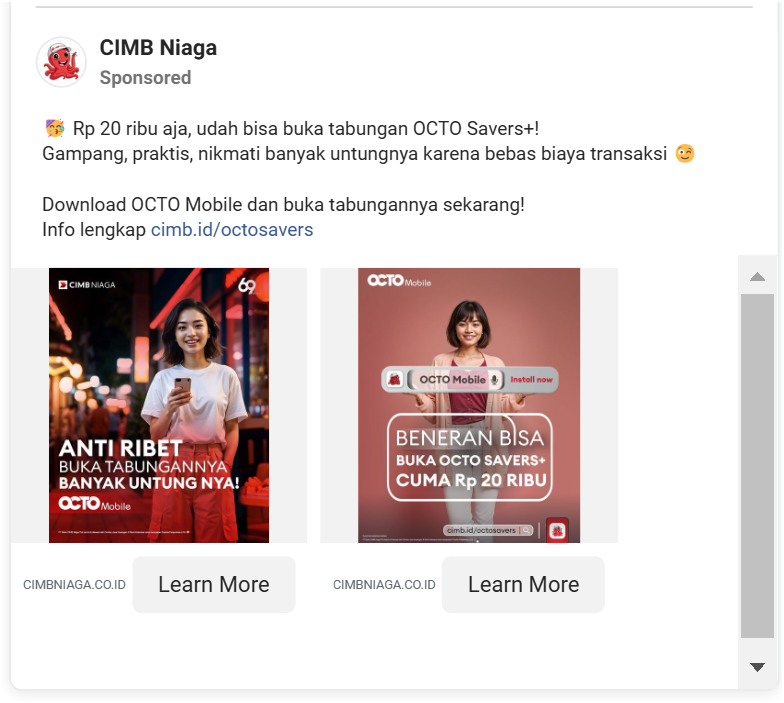 CIMB Niaga
Sponsored
🥳 Rp 20 ribu aja, udah bisa buka tabungan OCTO Savers+!
Gampang, praktis, nikmati banyak untungnya karena bebas biaya transaksi 😉
Download OCTO Mobile dan buka tabungannya sekarang!
Info lengkap cimb.id/octosavers
CIMB NIAGA
69
ANTI RIBET
BUKA TABUNGANNYA
BANYAK UNTUNG NYA!
OCTO Mobile
OCTO Mobile
OCTO Mobile Install now
BENERAN BISA
BUKA OCTO SAVERS+
CUMA Rp 20 RIBU
cimb.id/octosavers
CIMBNIAGA.CO.ID Learn More
CIMBNIAGA.CO.ID Learn More